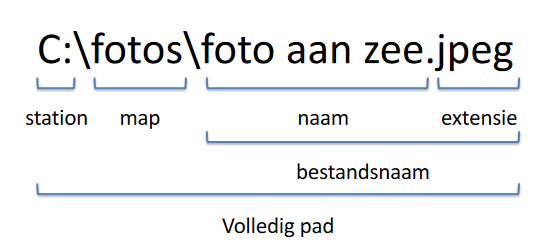 C:\fotos\foto aan zee.jpeg
station map naam extensie
bestandsnaam
Volledig pad